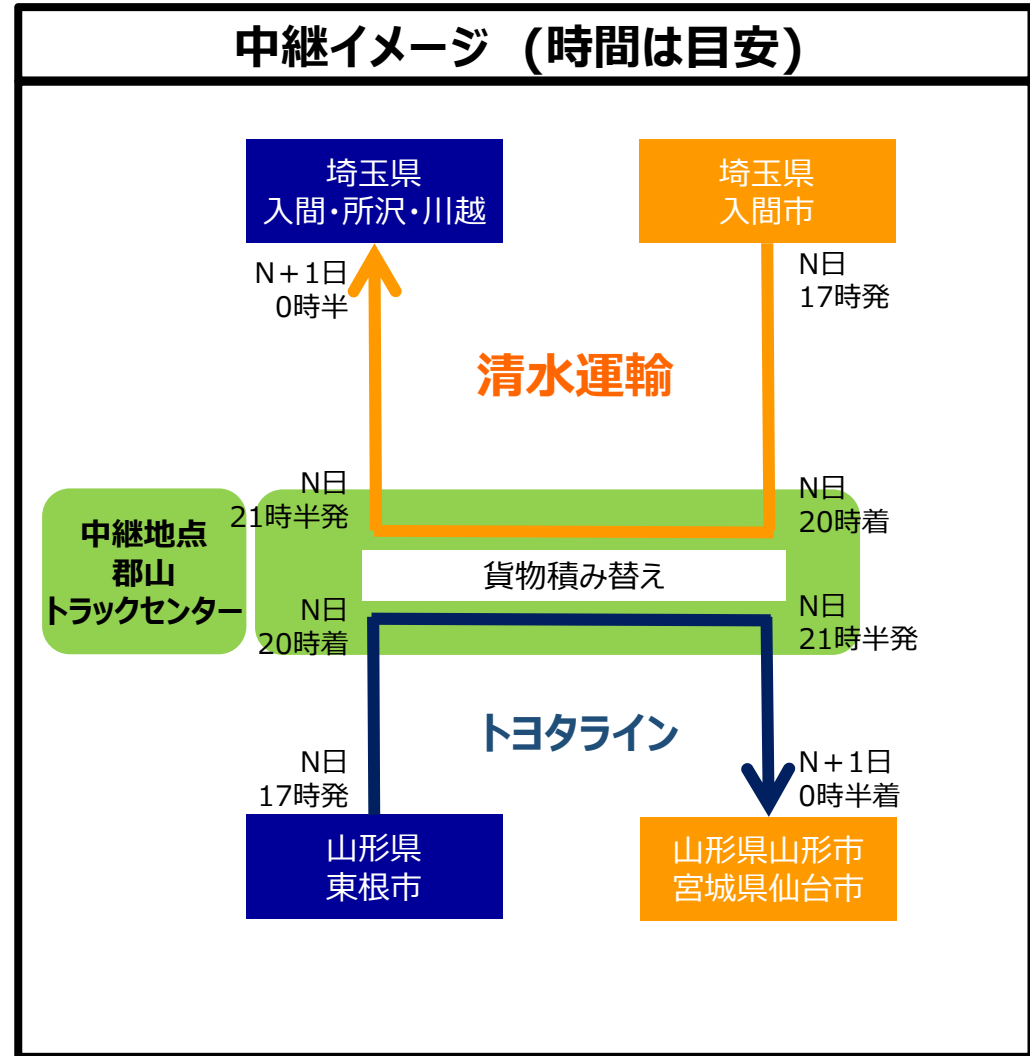 中継イメージ (時間は目安)
埼玉県
入間・所沢・川越
埼玉県
入間市
N+1日
0時半
N日
17時発
清水運輸
N日
21時半発
N日
20時着
中継地点
郡山
トラックセンター
貨物積み替え
N日
20時着
N日
21時半発
トヨタライン
N日
17時発
N+1日
0時半着
山形県
東根市
山形県山形市
宮城県仙台市